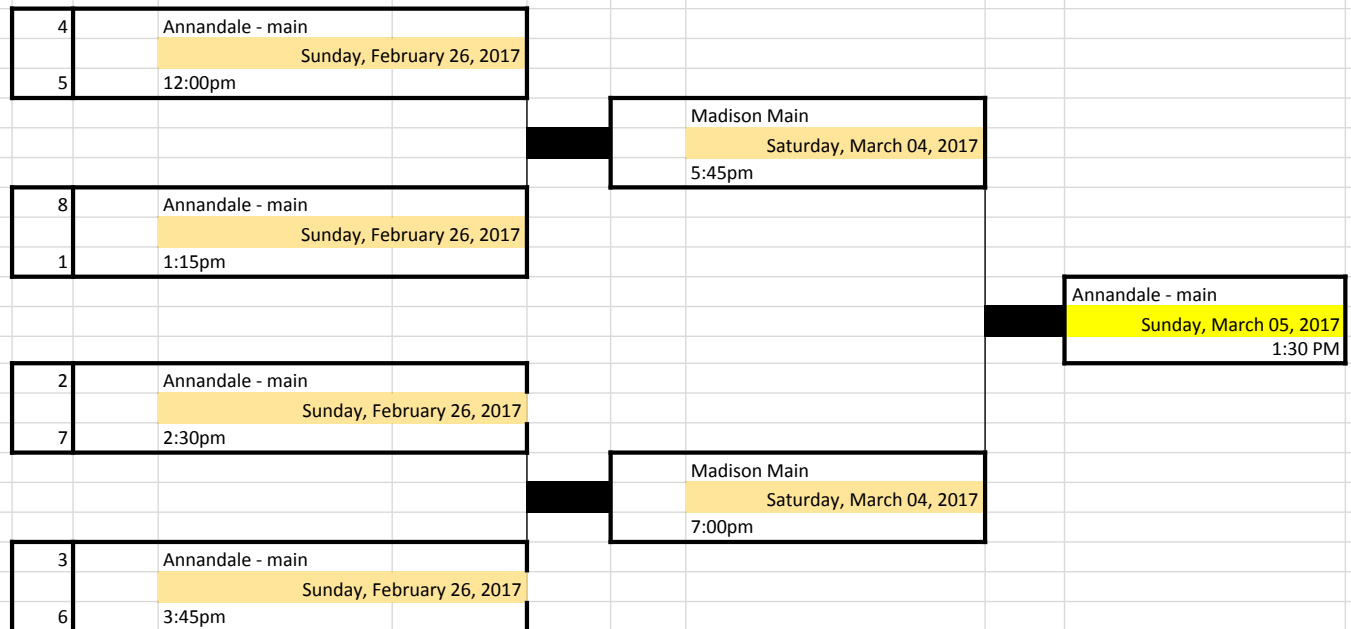 4 Annandale - main
Sunday, February 26, 2017
5 12:00pm
Madison Main
Saturday, March 04, 2017
5:45pm
8 Annandale - main
Sunday, February 26, 2017
1 1:15pm
Annandale - main
Sunday, March 05, 2017
1:30 PM
2 Annandale - main
Sunday, February 26, 2017
7 2:30pm
Madison Main
Saturday, March 04, 2017
7:00pm
3 Annandale - main
Sunday, February 26, 2017
6 3:45pm